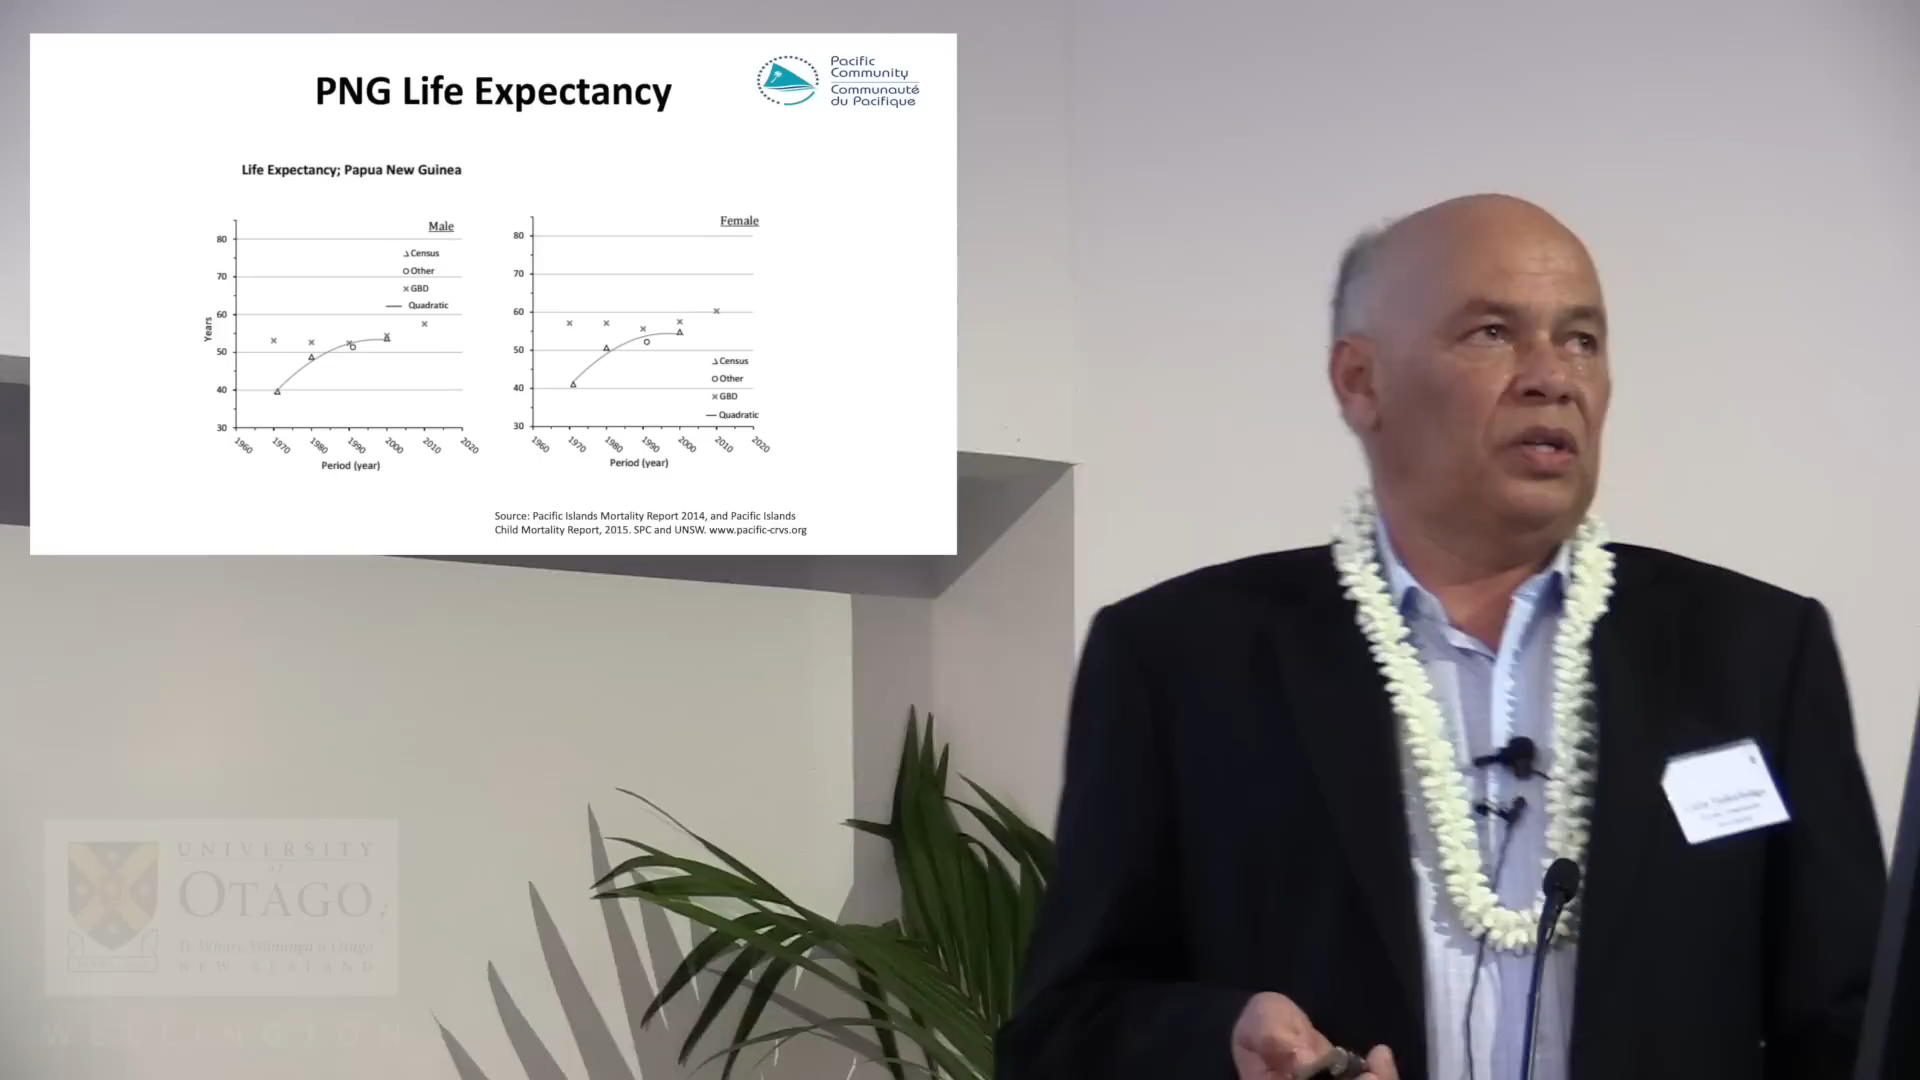 PNG Life Expectancy
Pacific
Community
Communauté
du Pacifique
Life Expectancy; Papua New Guinea
Male
Census
Other
GBD
Quadratic
Years
80
70
60
50
40
30
1960
1970
1980
1990
2000
2010
2020
Period (year)
Female
80
70
60
50
40
30
Census
Other
GBD
Quadratic
1960
1970
1980
1990
2000
2010
2020
Period (year)
Source: Pacific Islands Mortality Report 2014, and Pacific Islands
Child Mortality Report, 2015. SPC and UNSW. www.pacific-crvs.org
UNIVERSITY
of
OTAGO
Te Whare Wānanga o Otāgo
NEW ZEALAND
WELLINGTON